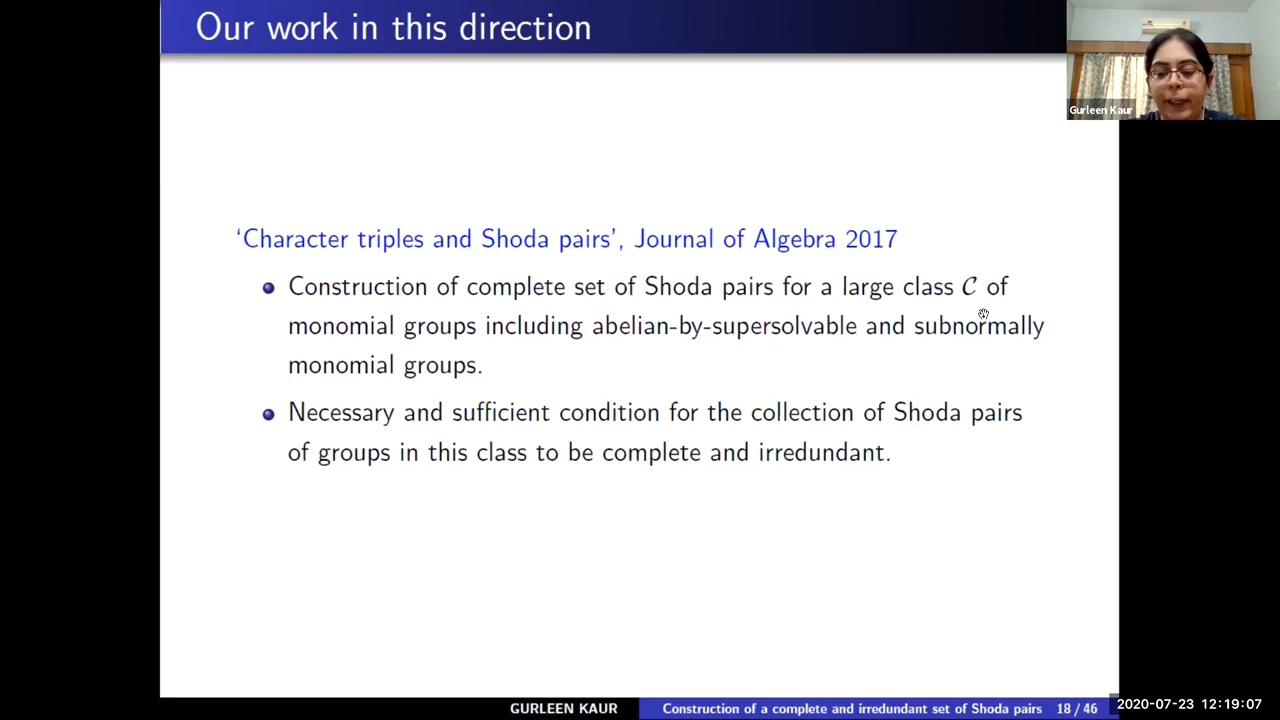 Our work in this direction
Gurleen Kaur
‘Character triples and Shoda pairs’, Journal of Algebra 2017
Construction of complete set of Shoda pairs for a large class 𝒞 of
monomial groups including abelian-by-supersolvable and subnormally
monomial groups.
Necessary and sufficient condition for the collection of Shoda pairs
of groups in this class to be complete and irredundant.
GURLEEN KAUR
Construction of a complete and irredundant set of Shoda pairs
18 / 46
2020-07-23 12:19:07